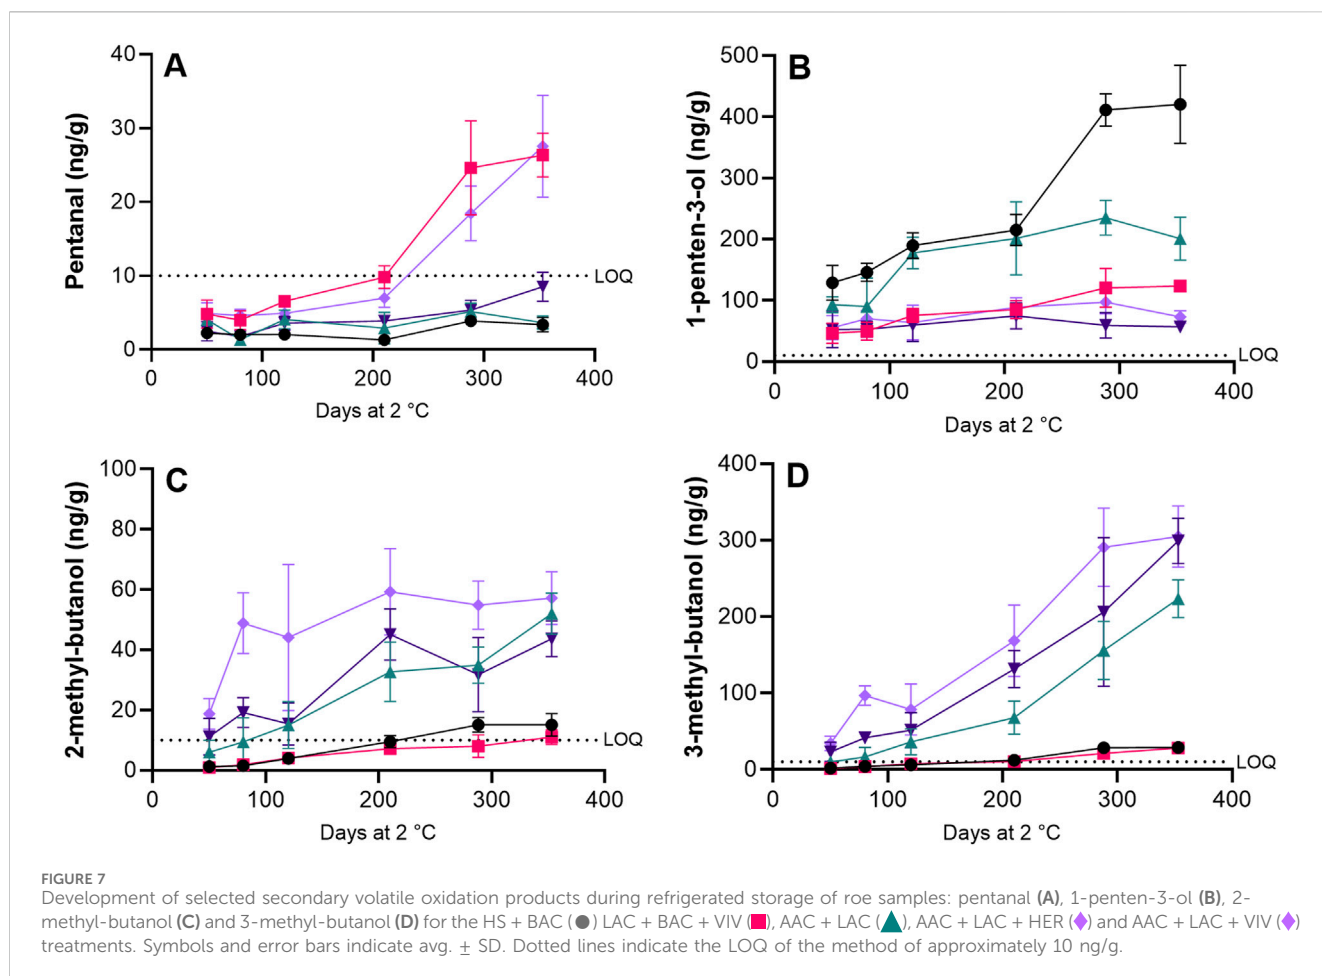 A
Pentanal (ng/g)
40
30
20
10
0
LOQ
0 100 200 300 400
Days at 2 °C
B
1-penten-3-ol (ng/g)
500
400
300
200
100
0
LOQ
0 100 200 300 400
Days at 2 °C
C
2-methyl-butanol (ng/g)
100
80
60
40
20
0
LOQ
0 100 200 300 400
Days at 2 °C
D
3-methyl-butanol (ng/g)
400
300
200
100
0
LOQ
0 100 200 300 400
Days at 2 °C
FIGURE 7
Development of selected secondary volatile oxidation products during refrigerated storage of roe samples: pentanal (A), 1-penten-3-ol (B), 2-
methyl-butanol (C) and 3-methyl-butanol (D) for the HS + BAC (●) LAC + BAC + VIV (■), AAC + LAC (▲), AAC + LAC + HER (◆) and AAC + LAC + VIV (◆)
treatments. Symbols and error bars indicate avg. ± SD. Dotted lines indicate the LOQ of the method of approximately 10 ng/g.